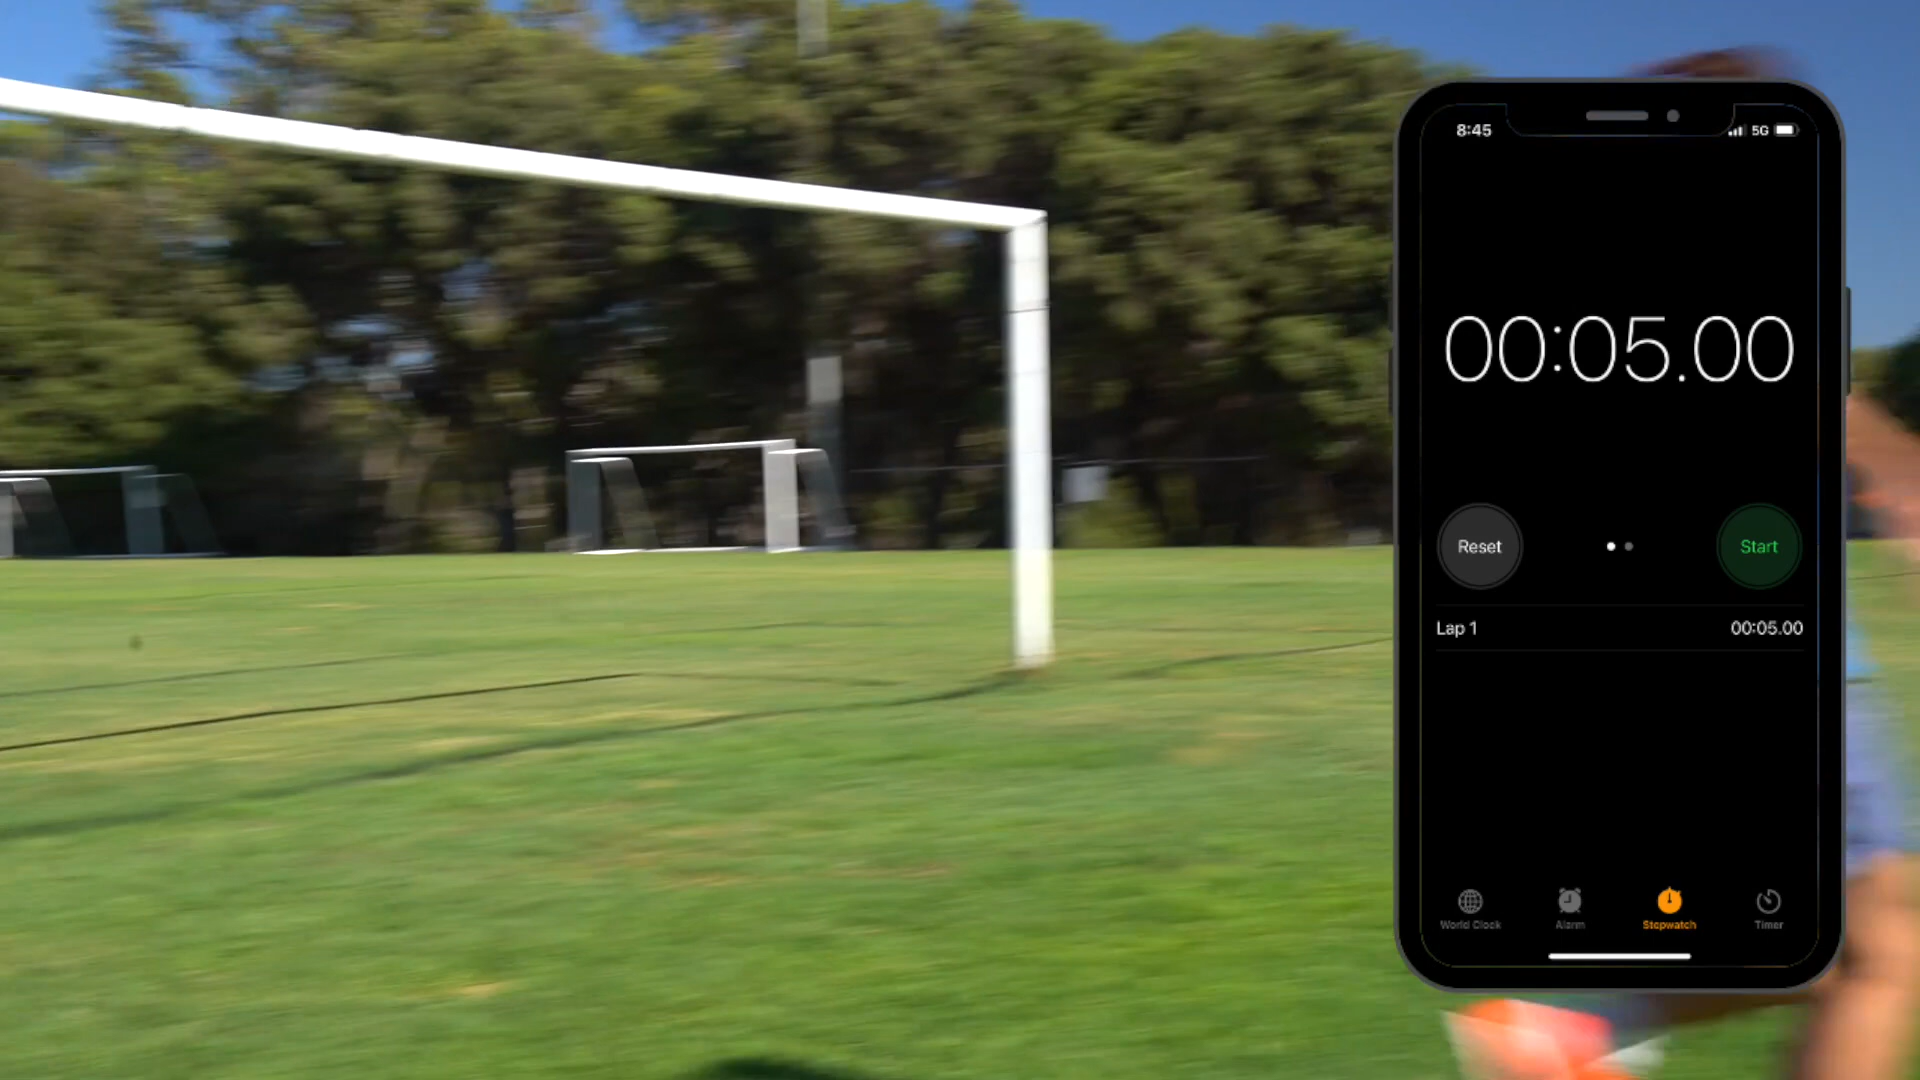 8:45
5G
00:05.00
Reset
Start
Lap 1 00:05.00
World Clock Alarm Stopwatch Timer